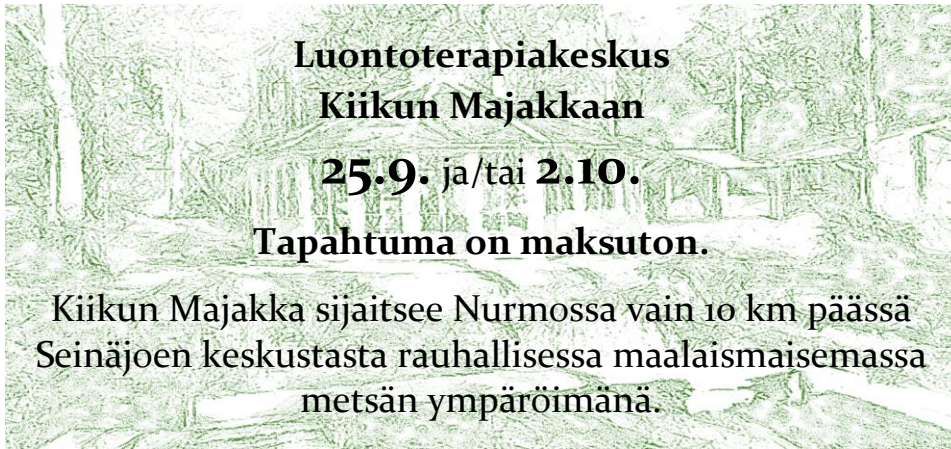 Luontoterapiakeskus
Kiikun Majakkaan
25.9. ja/tai 2.10.
Tapahtuma on maksuton.
Kiikun Majakka sijaitsee Nurmossa vain 10 km päässä
Seinäjoen keskustasta rauhallisessa maalaismaisemassa
metsän ympäröimänä.